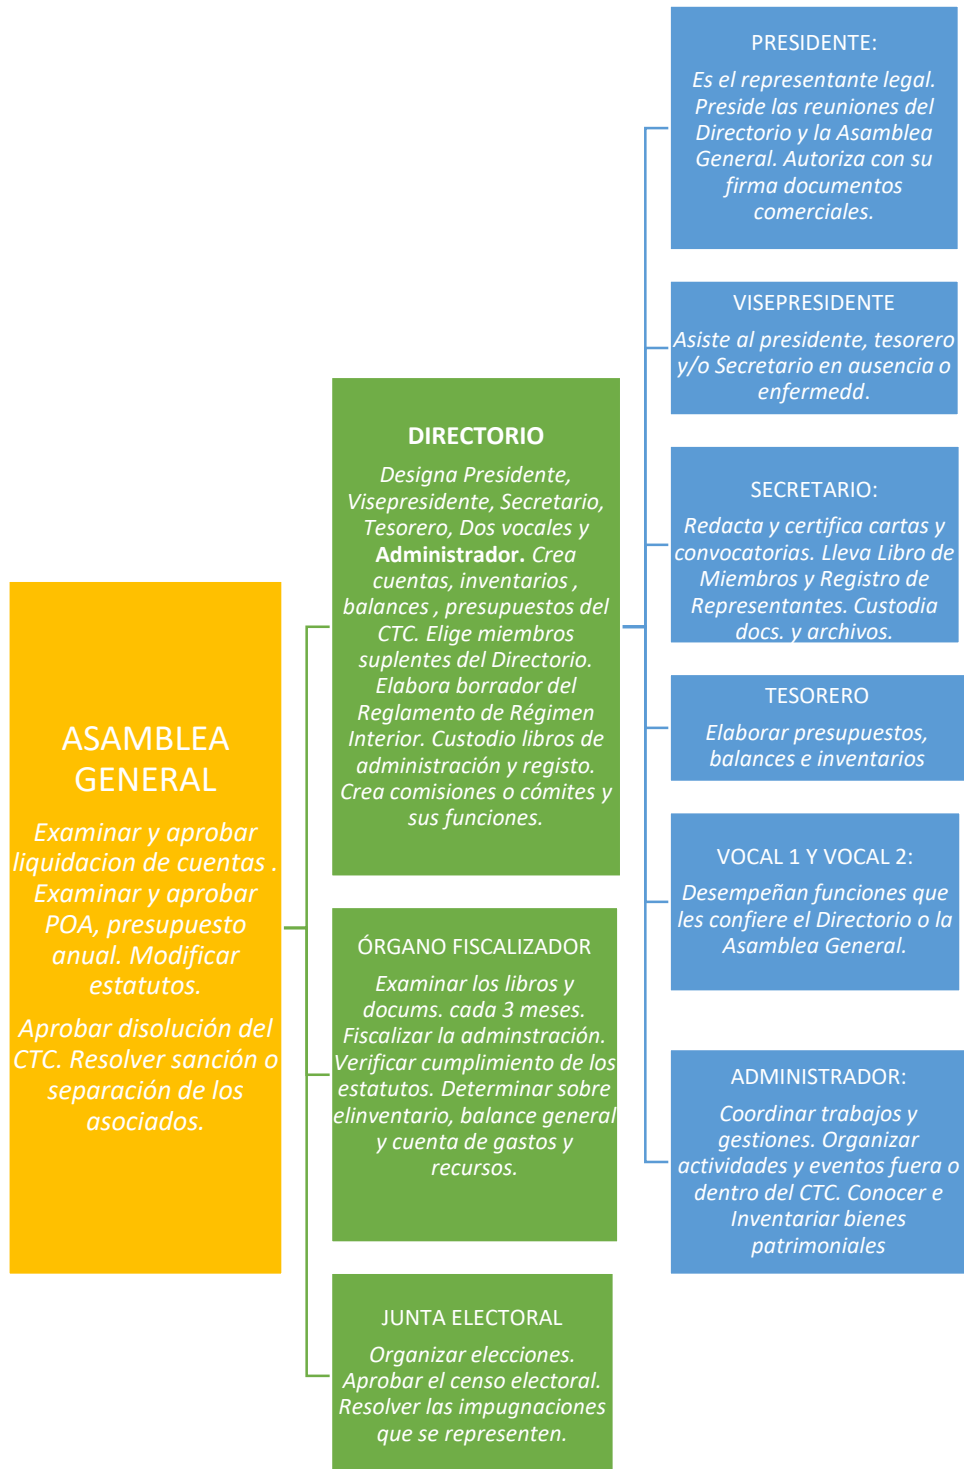 ASAMBLEA
GENERAL
Examinar y aprobar
liquidacion de cuentas .
Examinar y aprobar
POA, presupuesto
anual. Modificar
estatutos.
Aprobar disolución del
CTC. Resolver sanción o
separación de los
asociados.
DIRECTORIO
Designa Presidente,
Visepresidente, Secretario,
Tesorero, Dos vocales y
Administrador. Crea
cuentas, inventarios ,
balances , presupuestos del
CTC. Elige miembros
suplentes del Directorio.
Elabora borrador del
Reglamento de Régimen
Interior. Custodio libros de
administración y registo.
Crea comisiones o cómites y
sus funciones.
PRESIDENTE:
Es el representante legal.
Preside las reuniones del
Directorio y la Asamblea
General. Autoriza con su
firma documentos
comerciales.
VISEPRESIDENTE
Asiste al presidente, tesorero
y/o Secretario en ausencia o
enfermedd.
SECRETARIO:
Redacta y certifica cartas y
convocatorias. Lleva Libro de
Miembros y Registro de
Representantes. Custodia
docs. y archivos.
TESORERO
Elaborar presupuestos,
balances e inventarios
VOCAL 1 Y VOCAL 2:
Desempeñan funciones que
les confiere el Directorio o la
Asamblea General.
ADMINISTRADOR:
Coordinar trabajos y
gestiones. Organizar
actividades y eventos fuera o
dentro del CTC. Conocer e
Inventariar bienes
patrimoniales
ÓRGANO FISCALIZADOR
Examinar los libros y
docums. cada 3 meses.
Fiscalizar la adminstración.
Verificar cumplimiento de los
estatutos. Determinar sobre
elinventario, balance general
y cuenta de gastos y
recursos.
JUNTA ELECTORAL
Organizar elecciones.
Aprobar el censo electoral.
Resolver las impugnaciones
que se representen.